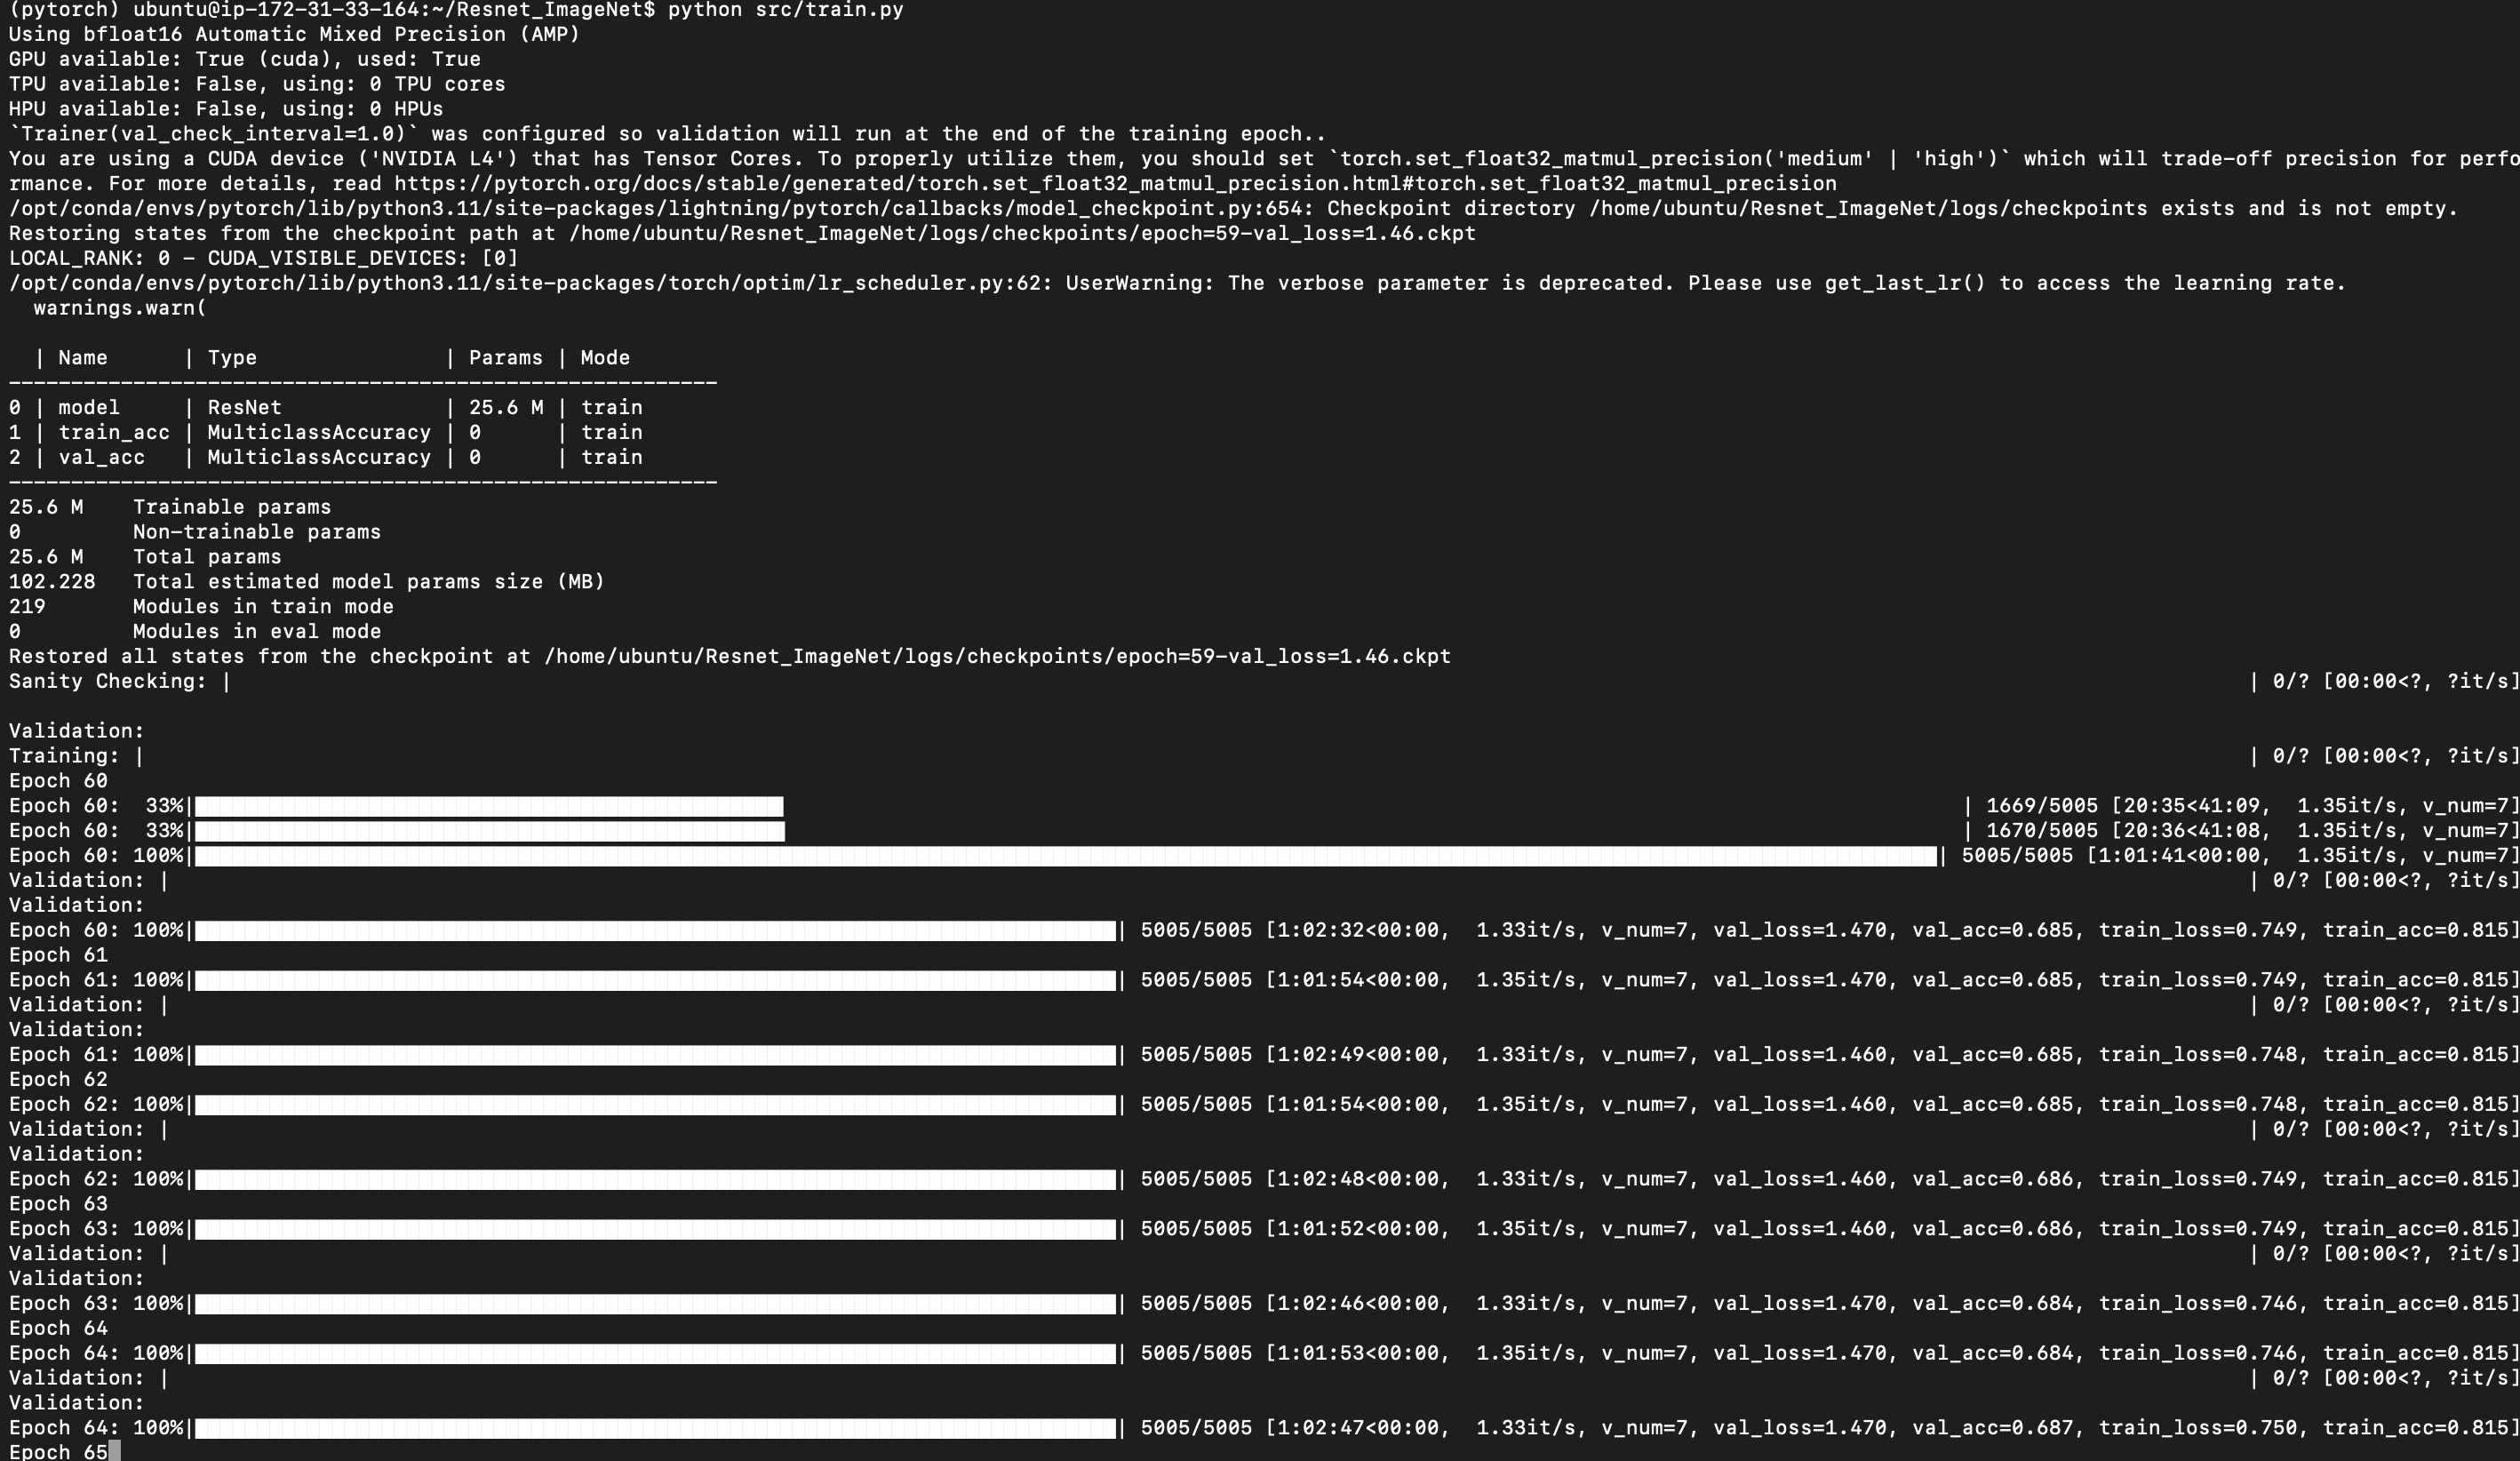 (pytorch) ubuntu@ip-172-31-33-164:~/Resnet_ImageNet$ python src/train.py
Using bfloat16 Automatic Mixed Precision (AMP)
GPU available: True (cuda), used: True
TPU available: False, using: 0 TPU cores
HPU available: False, using: 0 HPUs
`Trainer(val_check_interval=1.0)` was configured so validation will run at the end of the training epoch..
You are using a CUDA device ('NVIDIA L4') that has Tensor Cores. To properly utilize them, you should set `torch.set_float32_matmul_precision('medium' | 'high')` which will trade-off precision for perfo
rmance. For more details, read https://pytorch.org/docs/stable/generated/torch.set_float32_matmul_precision.html#torch.set_float32_matmul_precision
/opt/conda/envs/pytorch/lib/python3.11/site-packages/lightning/pytorch/callbacks/model_checkpoint.py:654: Checkpoint directory /home/ubuntu/Resnet_ImageNet/logs/checkpoints exists and is not empty.
Restoring states from the checkpoint path at /home/ubuntu/Resnet_ImageNet/logs/checkpoints/epoch=59-val_loss=1.46.ckpt
LOCAL_RANK: 0 - CUDA_VISIBLE_DEVICES: [0]
/opt/conda/envs/pytorch/lib/python3.11/site-packages/torch/optim/lr_scheduler.py:62: UserWarning: The verbose parameter is deprecated. Please use get_last_lr() to access the learning rate.
  warnings.warn(
  | Name      | Type               | Params | Mode
---------------------------------------------------------
0 | model     | ResNet             | 25.6 M | train
1 | train_acc | MulticlassAccuracy | 0      | train
2 | val_acc   | MulticlassAccuracy | 0      | train
---------------------------------------------------------
25.6 M    Trainable params
0         Non-trainable params
25.6 M    Total params
102.228   Total estimated model params size (MB)
219       Modules in train mode
0         Modules in eval mode
Restored all states from the checkpoint at /home/ubuntu/Resnet_ImageNet/logs/checkpoints/epoch=59-val_loss=1.46.ckpt
Sanity Checking: | | 0/? [00:00<?, ?it/s]
Validation:
Training: | | 0/? [00:00<?, ?it/s]
Epoch 60
Epoch 60:  33%| | 1669/5005 [20:35<41:09,  1.35it/s, v_num=7]
Epoch 60:  33%| | 1670/5005 [20:36<41:08,  1.35it/s, v_num=7]
Epoch 60: 100%| | 5005/5005 [1:01:41<00:00,  1.35it/s, v_num=7]
Validation: | | 0/? [00:00<?, ?it/s]
Validation:
Epoch 60: 100%| | 5005/5005 [1:02:32<00:00,  1.33it/s, v_num=7, val_loss=1.470, val_acc=0.685, train_loss=0.749, train_acc=0.815]
Epoch 61
Epoch 61: 100%| | 5005/5005 [1:01:54<00:00,  1.35it/s, v_num=7, val_loss=1.470, val_acc=0.685, train_loss=0.749, train_acc=0.815]
Validation: | | 0/? [00:00<?, ?it/s]
Validation:
Epoch 61: 100%| | 5005/5005 [1:02:49<00:00,  1.33it/s, v_num=7, val_loss=1.460, val_acc=0.685, train_loss=0.748, train_acc=0.815]
Epoch 62
Epoch 62: 100%| | 5005/5005 [1:01:54<00:00,  1.35it/s, v_num=7, val_loss=1.460, val_acc=0.685, train_loss=0.748, train_acc=0.815]
Validation: | | 0/? [00:00<?, ?it/s]
Validation:
Epoch 62: 100%| | 5005/5005 [1:02:48<00:00,  1.33it/s, v_num=7, val_loss=1.460, val_acc=0.686, train_loss=0.749, train_acc=0.815]
Epoch 63
Epoch 63: 100%| | 5005/5005 [1:01:52<00:00,  1.35it/s, v_num=7, val_loss=1.460, val_acc=0.686, train_loss=0.749, train_acc=0.815]
Validation: | | 0/? [00:00<?, ?it/s]
Validation:
Epoch 63: 100%| | 5005/5005 [1:02:46<00:00,  1.33it/s, v_num=7, val_loss=1.470, val_acc=0.684, train_loss=0.746, train_acc=0.815]
Epoch 64
Epoch 64: 100%| | 5005/5005 [1:01:53<00:00,  1.35it/s, v_num=7, val_loss=1.470, val_acc=0.684, train_loss=0.746, train_acc=0.815]
Validation: | | 0/? [00:00<?, ?it/s]
Validation:
Epoch 64: 100%| | 5005/5005 [1:02:47<00:00,  1.33it/s, v_num=7, val_loss=1.470, val_acc=0.687, train_loss=0.750, train_acc=0.815]
Epoch 65